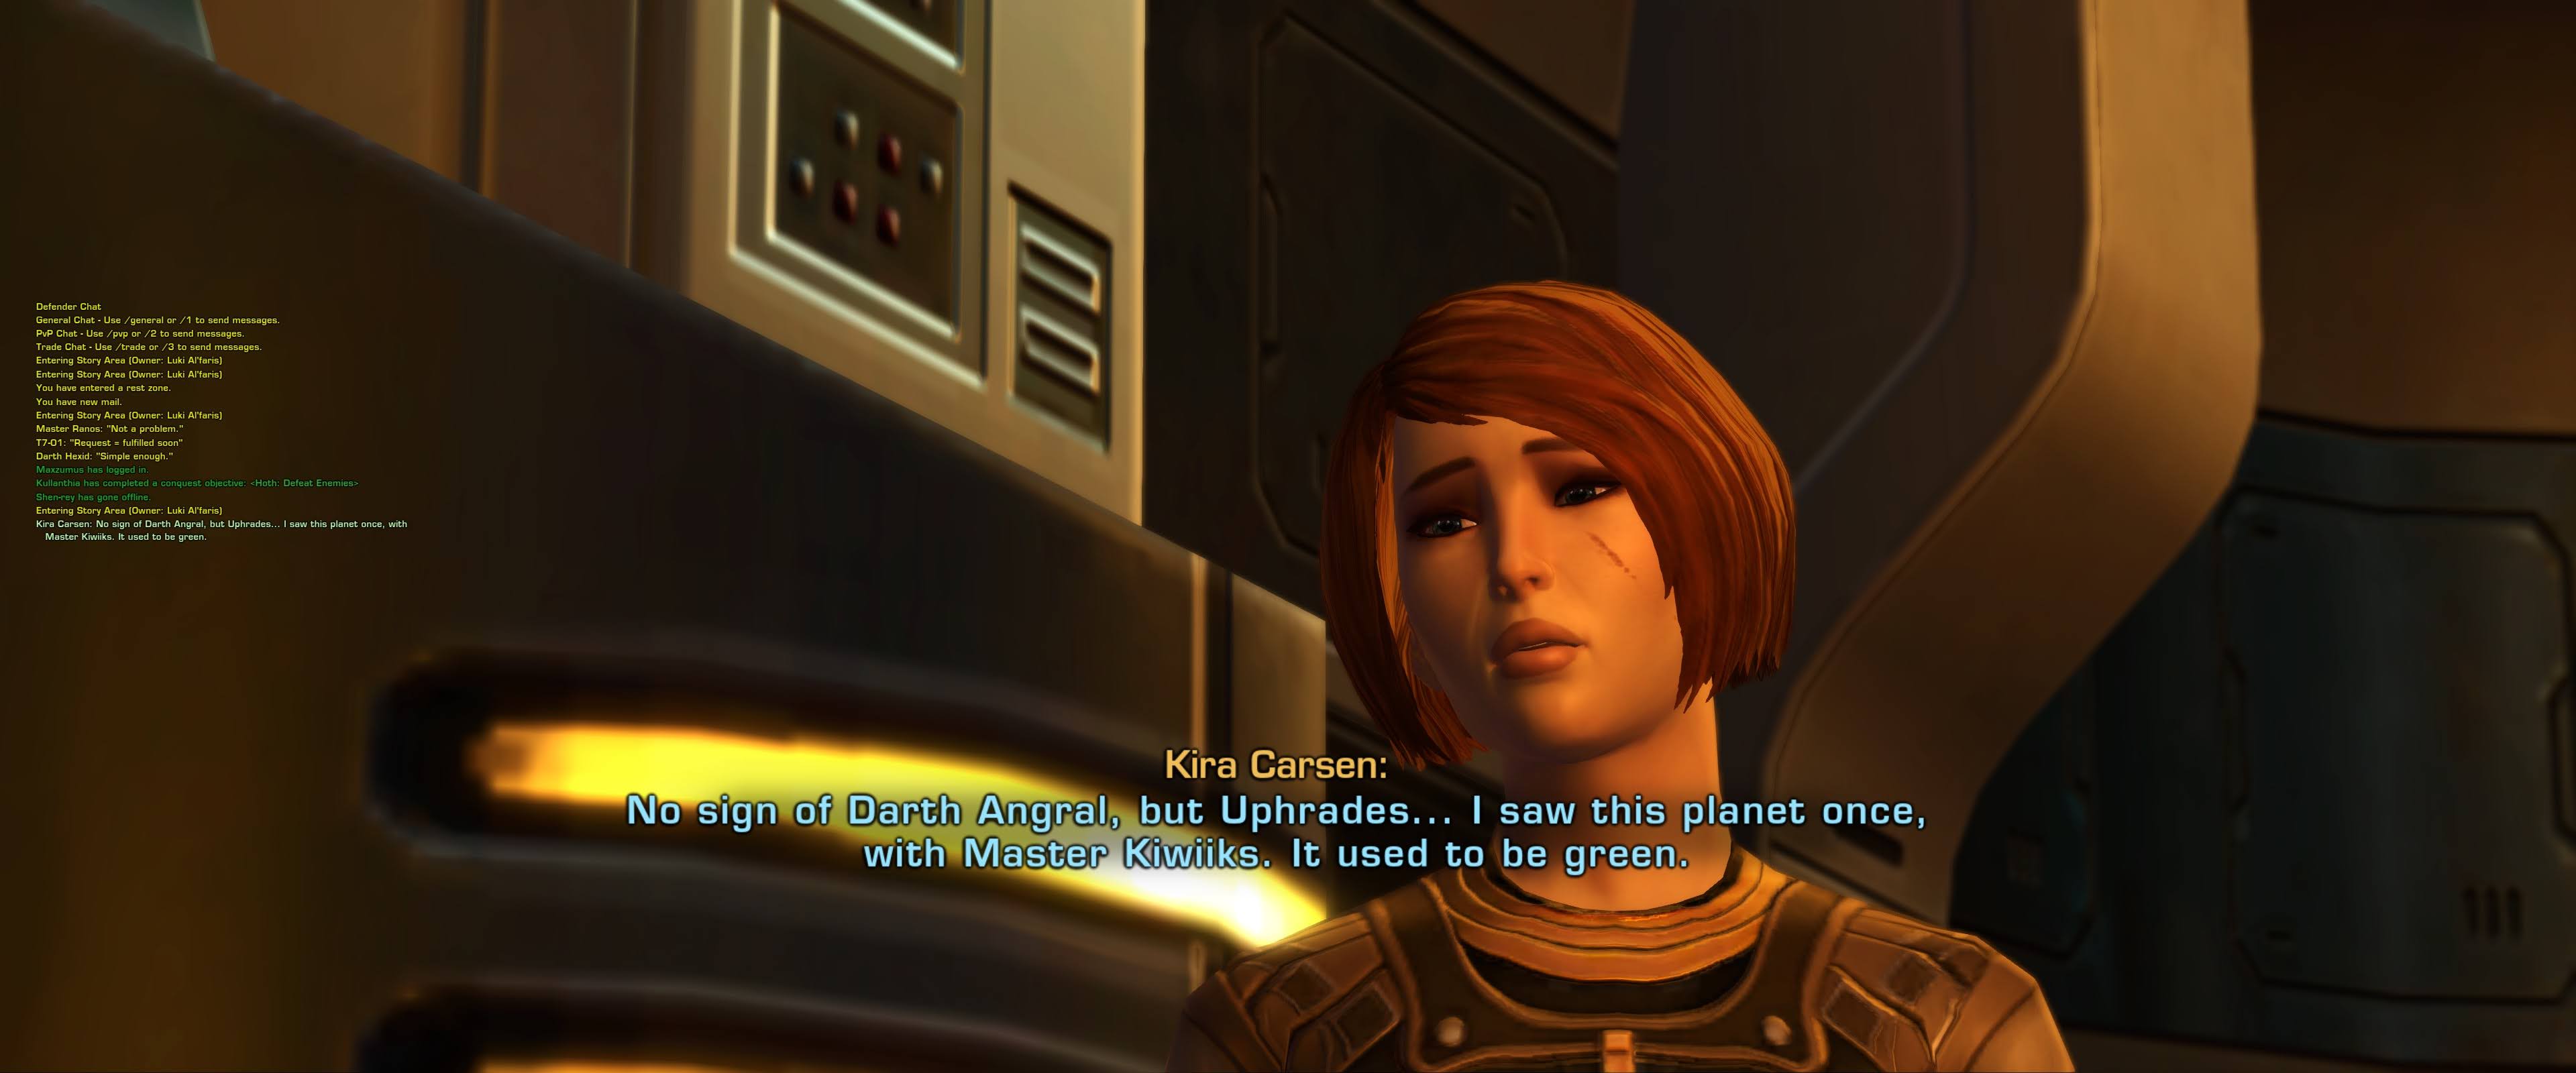 Defender Chat
General Chat - Use /general or /1 to send messages.
PvP Chat - Use /pvp or /2 to send messages.
Trade Chat - Use /trade or /3 to send messages.
Entering Story Area (Owner: Luki Al'faris)
Entering Story Area (Owner: Luki Al'faris)
You have entered a rest zone.
You have new mail.
Entering Story Area (Owner: Luki Al'faris)
Master Ranos: "Not a problem."
T7-O1: "Request = fulfilled soon"
Darth Hexid: "Simple enough."
Maxzumus has logged in.
Kullanthia has completed a conquest objective: <Hoth: Defeat Enemies>
Shen-rey has gone offline.
Entering Story Area (Owner: Luki Al'faris)
Kira Carsen: No sign of Darth Angral, but Uphrades... I saw this planet once, with
Master Kiwiiks. It used to be green.
Kira Carsen:
No sign of Darth Angral, but Uphrades... I saw this planet once,
with Master Kiwiiks. It used to be green.